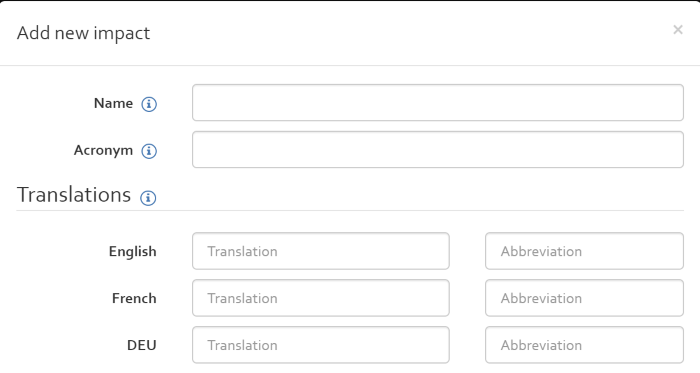 Add new impact ×
Name
Acronym
Translations
English Translation Abbreviation
French Translation Abbreviation
DEU Translation Abbreviation